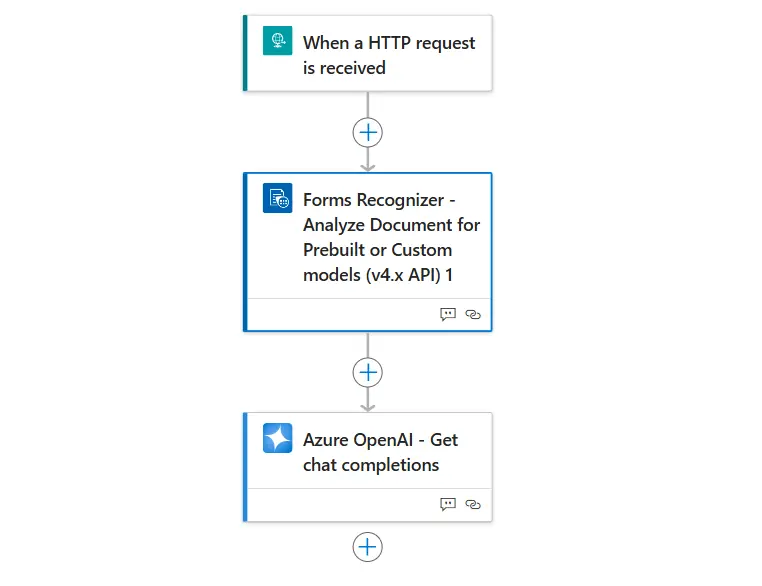 When a HTTP request
is received
Forms Recognizer -
Analyze Document for
Prebuilt or Custom
models (v4.x API) 1
Azure OpenAI - Get
chat completions